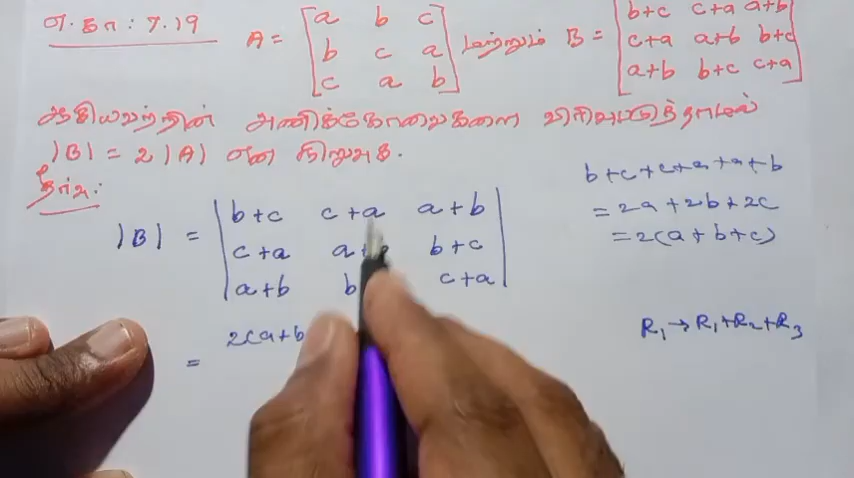 எ.கா : 7.19 A = [a b c மற்றும் B = [b+c c+a a+b
b c a c+a a+b b+c
c a b] a+b b+c c+a]
ஆகியவற்றின் அணிக்கோவைகளை விரிவுபடுத்தாமல்
|B| = 2|A| என நிறுவுக.
தீர்வு:
|B| = |b+c c+a a+b
c+a a+ b+c
a+b b c+a|
= 2(a+b
b+c+c+a+a+b
= 2a+2b+2c
= 2(a+b+c)
R₁→R₁+R₂+R₃